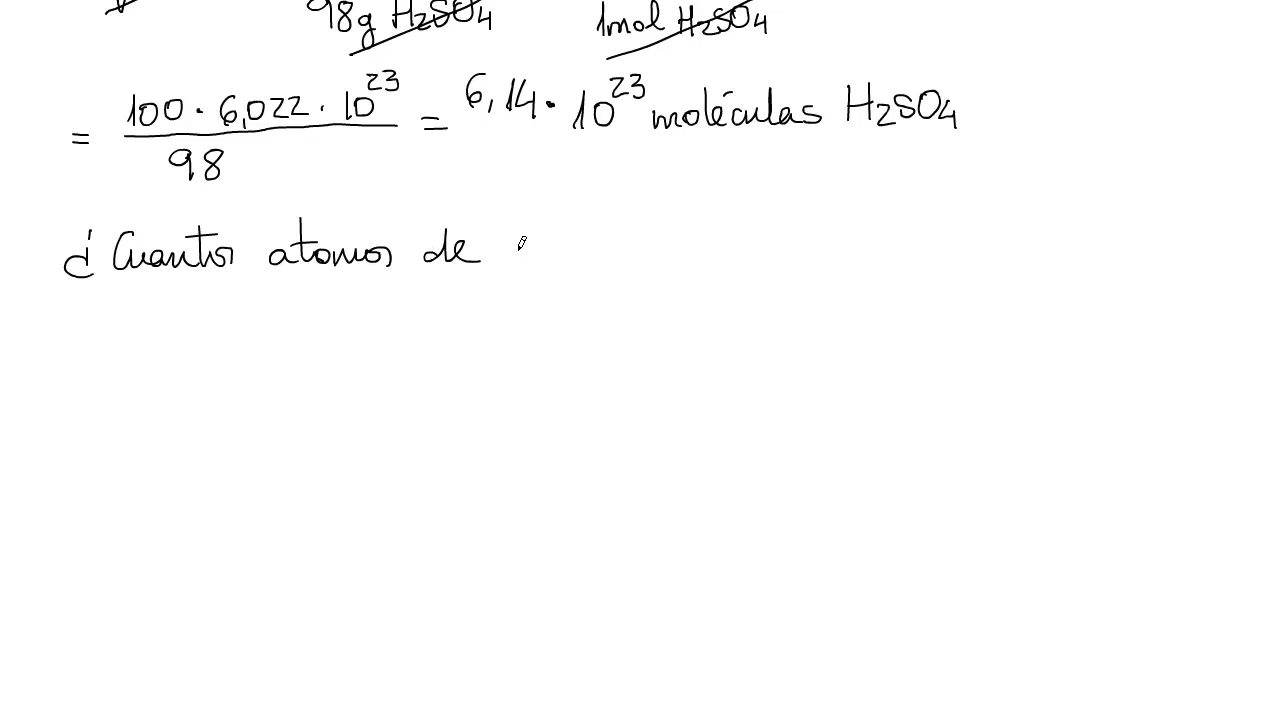 98g H2SO4 1mol H2SO4
= 100 · 6,022 · 10^23 / 98 = 6,14 · 10^23 moléculas H2SO4
¿Cuantos atomos de